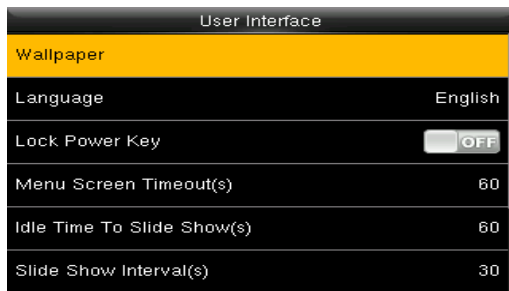 User Interface
Wallpaper
Language English
Lock Power Key OFF
Menu Screen Timeout(s) 60
Idle Time To Slide Show(s) 60
Slide Show Interval(s) 30